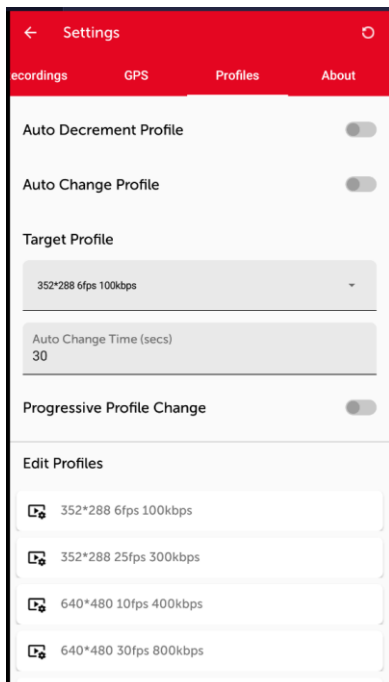 Settings
ecordings GPS Profiles About
Auto Decrement Profile
Auto Change Profile
Target Profile
352*288 6fps 100kbps
Auto Change Time (secs)
30
Progressive Profile Change
Edit Profiles
352*288 6fps 100kbps
352*288 25fps 300kbps
640*480 10fps 400kbps
640*480 30fps 800kbps